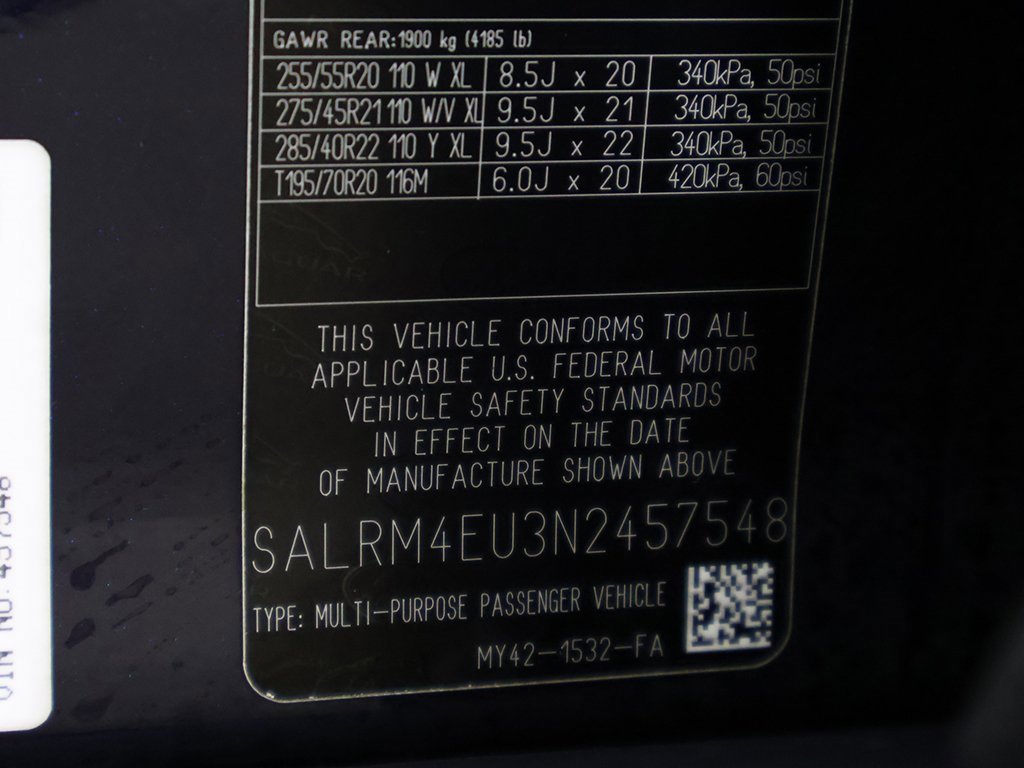 GAWR REAR:1900 kg (4185 lb)
255/55R20 110 W XL 8.5J x 20 340kPa, 50psi
275/45R21 110 W/V XL 9.5J x 21 340kPa, 50psi
285/40R22 110 Y XL 9.5J x 22 340kPa, 50psi
T195/70R20 116M 6.0J x 20 420kPa, 60psi
THIS VEHICLE CONFORMS TO ALL
APPLICABLE U.S. FEDERAL MOTOR
VEHICLE SAFETY STANDARDS
IN EFFECT ON THE DATE
OF MANUFACTURE SHOWN ABOVE
SALRM4EU3N2457548
TYPE: MULTI-PURPOSE PASSENGER VEHICLE
MY42-1532-FA
VIN NO: 457548